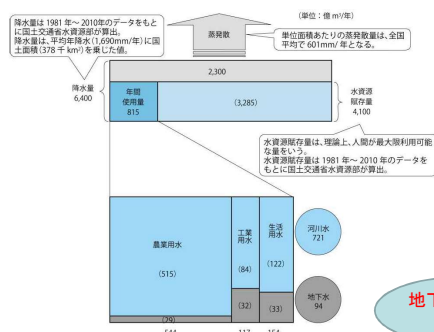 降水量は 1981 年～ 2010年のデータをもと
に国土交通省水資源部が算出。
降水量は、平均年降水(1,690mm/年)に国
土面積(378 千 km²)を乗じた値。
蒸発散
(単位：億 m³/年)
単位面積あたりの蒸発散量は、全国
平均で 601mm/ 年となる。
2,300
降水量
6,400
年間
使用量
815
(3,285)
水資源
賦存量
4,100
水資源賦存量は、理論上、人間が最大限利用可能
な量をいう。
水資源賦存量は 1981 年～ 2010 年のデータを
もとに国土交通省水資源部が算出。
農業用水
(515)
工業
用水
(84)
生活
用水
(122)
河川水
721
(29)
(32)
(33)
地下水
94
544
117
154
地下